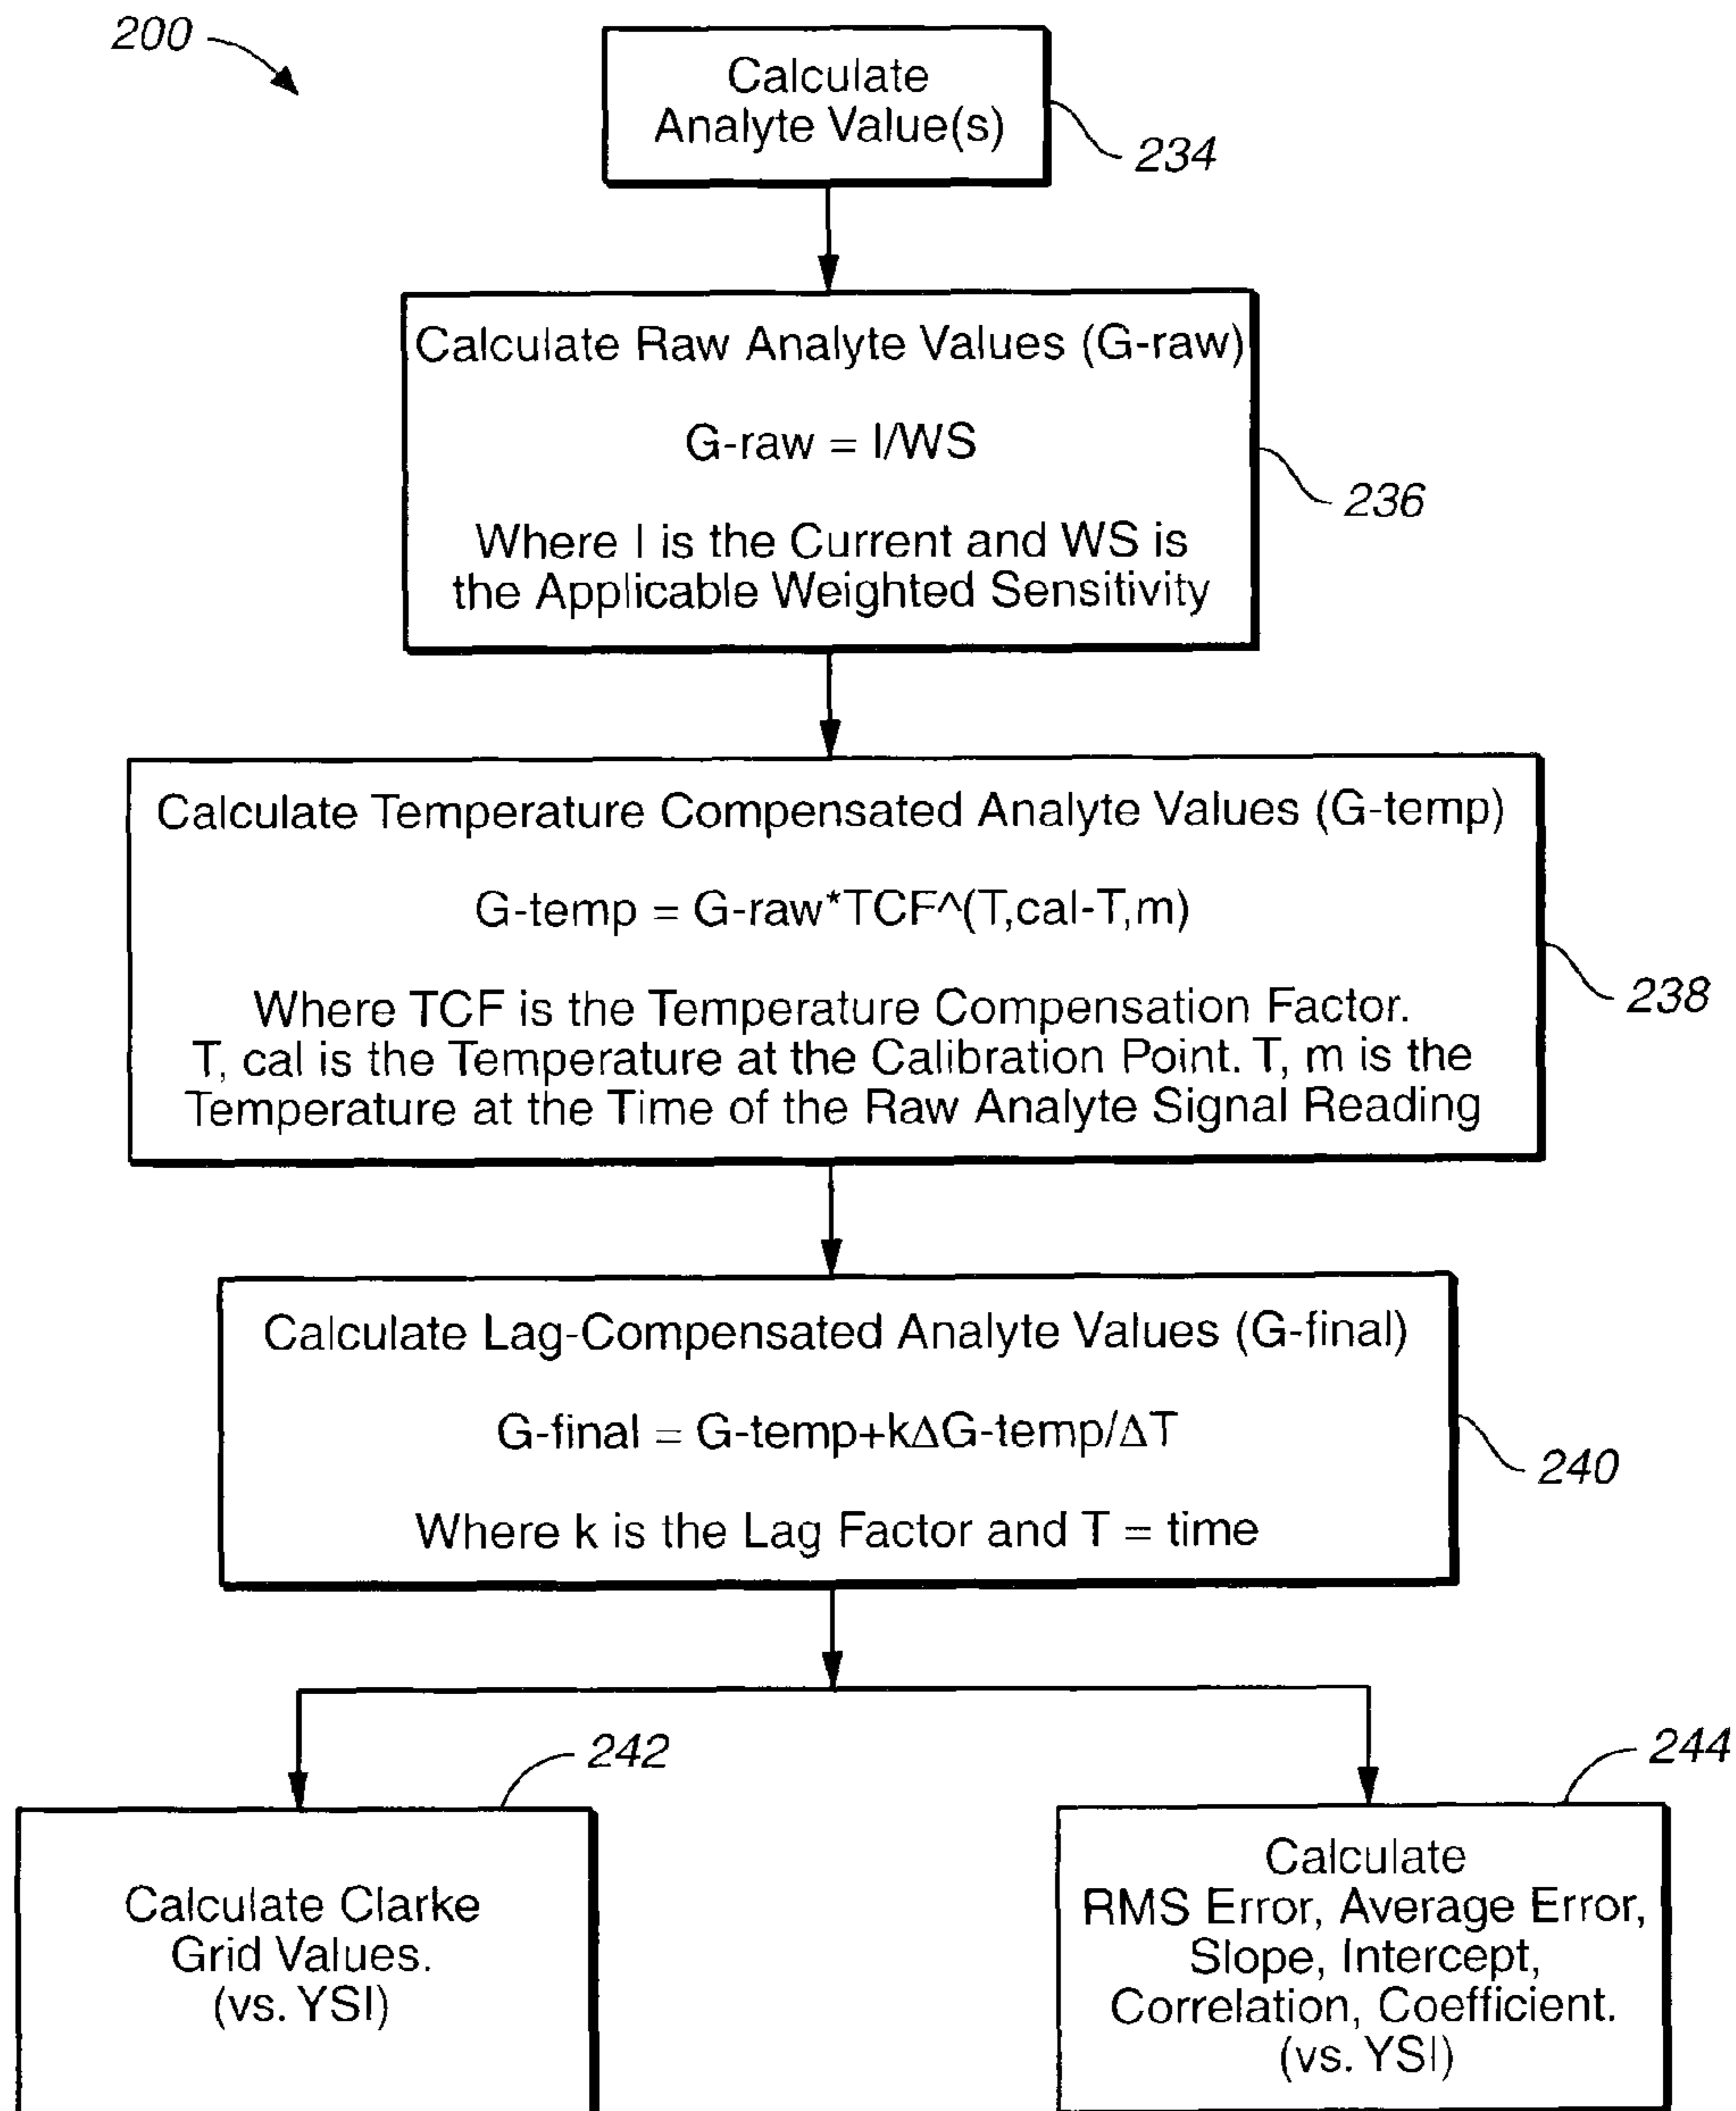 200
Calculate
Analyte Value(s)
234
Calculate Raw Analyte Values (G-raw)
G-raw = I/WS
236
Where I is the Current and WS is
the Applicable Weighted Sensitivity
Calculate Temperature Compensated Analyte Values (G-temp)
G-temp = G-raw*TCF^(T,cal-T,m)
238
Where TCF is the Temperature Compensation Factor.
T, cal is the Temperature at the Calibration Point. T, m is the
Temperature at the Time of the Raw Analyte Signal Reading
Calculate Lag-Compensated Analyte Values (G-final)
G-final = G-temp+kΔG-temp/ΔT
240
Where k is the Lag Factor and T = time
242
Calculate Clarke
Grid Values.
(vs. YSI)
244
Calculate
RMS Error, Average Error,
Slope, Intercept,
Correlation, Coefficient.
(vs. YSI)